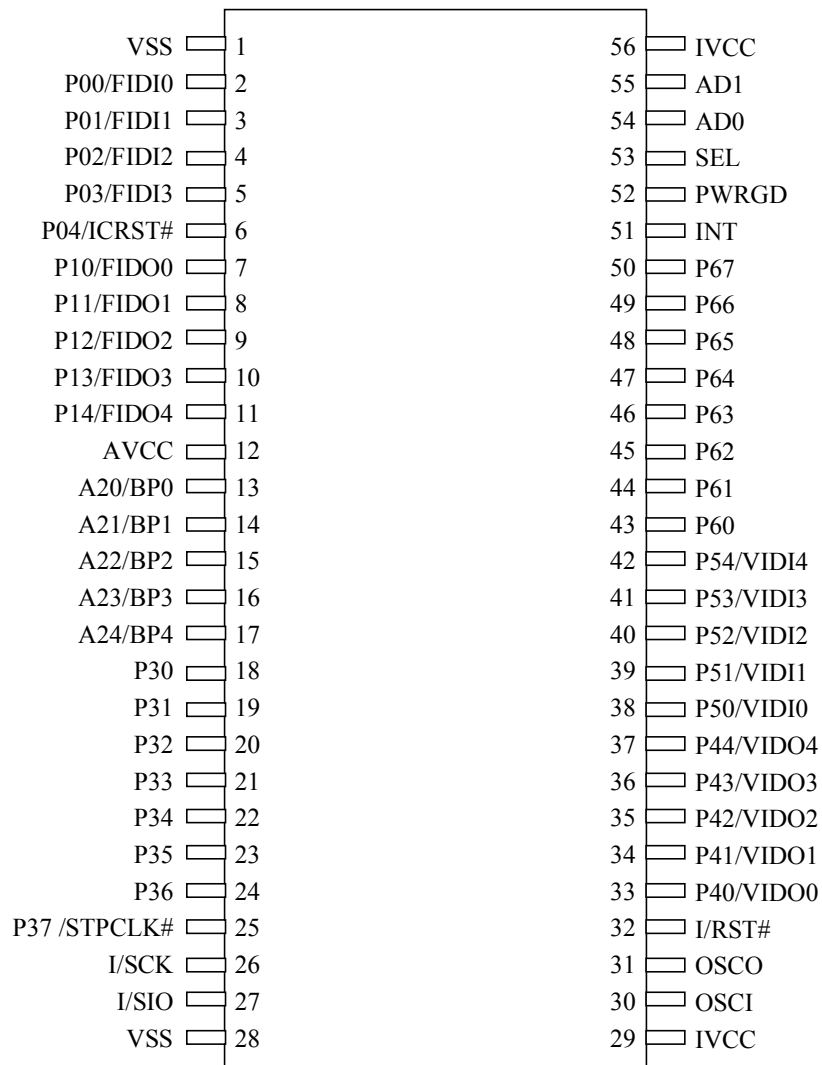 VSS 1 56 IVCC
P00/FIDI0 2 55 AD1
P01/FIDI1 3 54 AD0
P02/FIDI2 4 53 SEL
P03/FIDI3 5 52 PWRGD
P04/ICRST# 6 51 INT
P10/FIDO0 7 50 P67
P11/FIDO1 8 49 P66
P12/FIDO2 9 48 P65
P13/FIDO3 10 47 P64
P14/FIDO4 11 46 P63
AVCC 12 45 P62
A20/BP0 13 44 P61
A21/BP1 14 43 P60
A22/BP2 15 42 P54/VIDI4
A23/BP3 16 41 P53/VIDI3
A24/BP4 17 40 P52/VIDI2
P30 18 39 P51/VIDI1
P31 19 38 P50/VIDI0
P32 20 37 P44/VIDO4
P33 21 36 P43/VIDO3
P34 22 35 P42/VIDO2
P35 23 34 P41/VIDO1
P36 24 33 P40/VIDO0
P37 /STPCLK# 25 32 I/RST#
I/SCK 26 31 OSCO
I/SIO 27 30 OSCI
VSS 28 29 IVCC